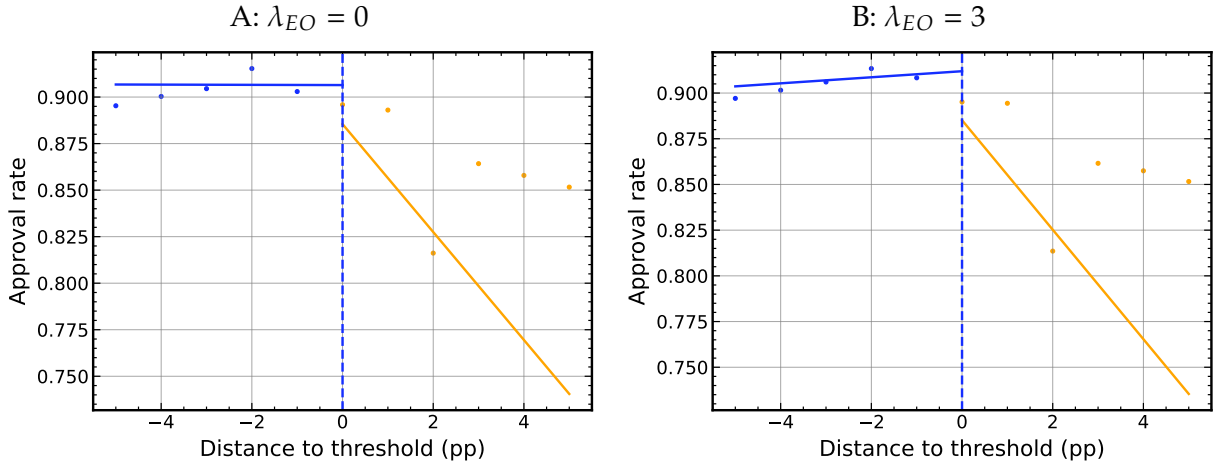 A: λ_EO = 0
0.900
0.875
0.850
0.825
0.800
0.775
0.750
Approval rate
−4 −2 0 2 4
Distance to threshold (pp)
B: λ_EO = 3
0.900
0.875
0.850
0.825
0.800
0.775
0.750
Approval rate
−4 −2 0 2 4
Distance to threshold (pp)